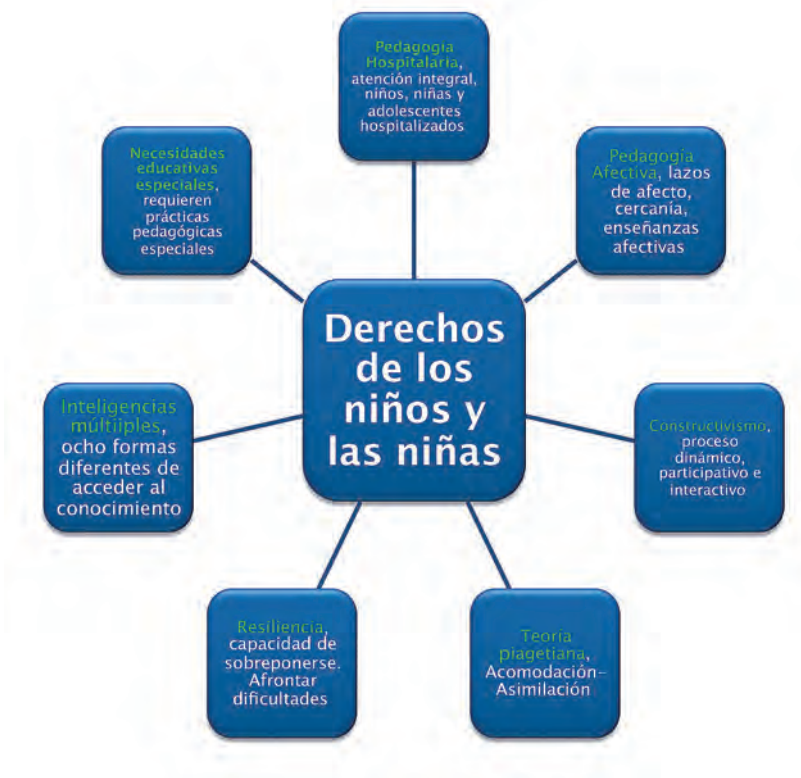 Pedagogía
Hospitalaria,
atención integral,
niños, niñas y
adolescentes
hospitalizados
Pedagogía
Afectiva, lazos
de afecto,
cercanía,
enseñanzas
afectivas
Constructivismo,
proceso
dinámico,
participativo e
interactivo
Teoría
piagetiana,
Acomodación-
Asimilación
Resiliencia,
capacidad de
sobreponerse.
Afrontar
dificultades
Inteligencias
múltiiples,
ocho formas
diferentes de
acceder al
conocimiento
Necesidades
educativas
especiales,
requieren
prácticas
pedagógicas
especiales
Derechos
de los
niños y
las niñas